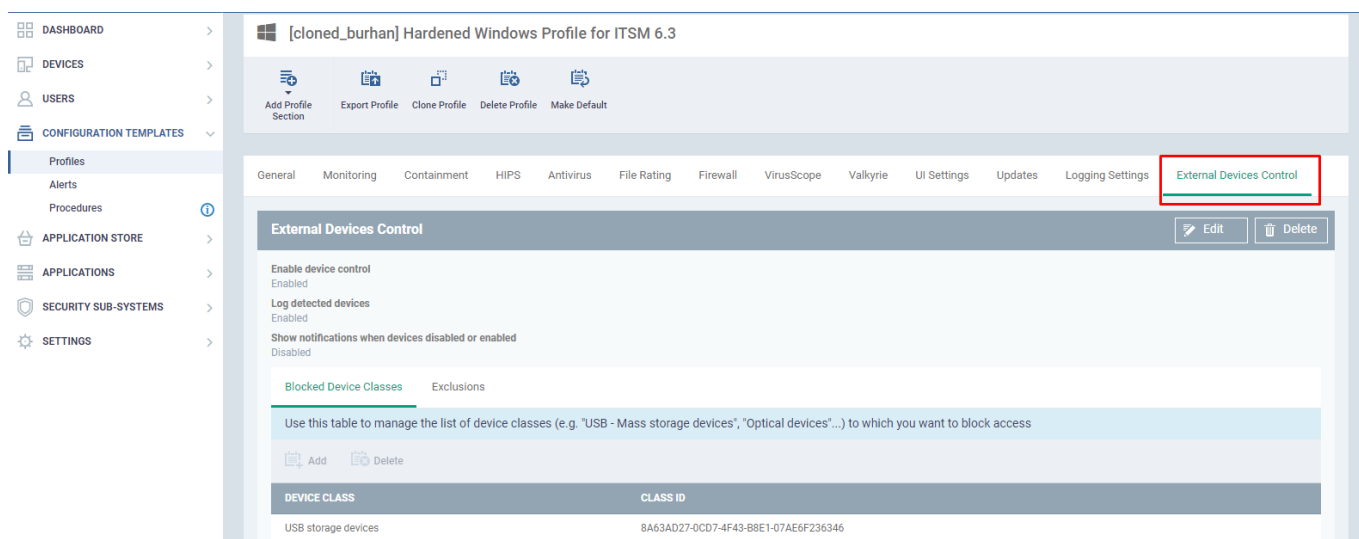 DASHBOARD
DEVICES
USERS
CONFIGURATION TEMPLATES
Profiles
Alerts
Procedures
APPLICATION STORE
APPLICATIONS
SECURITY SUB-SYSTEMS
SETTINGS
[cloned_burhan] Hardened Windows Profile for ITSM 6.3
Add Profile Section
Export Profile
Clone Profile
Delete Profile
Make Default
General Monitoring Containment HIPS Antivirus File Rating Firewall VirusScope Valkyrie UI Settings Updates Logging Settings External Devices Control
External Devices Control
Edit
Delete
Enable device control
Enabled
Log detected devices
Enabled
Show notifications when devices disabled or enabled
Disabled
Blocked Device Classes Exclusions
Use this table to manage the list of device classes (e.g. "USB - Mass storage devices", "Optical devices"...) to which you want to block access
Add Delete
DEVICE CLASS CLASS ID
USB storage devices 8A63AD27-0CD7-4F43-B8E1-07AE6F236346